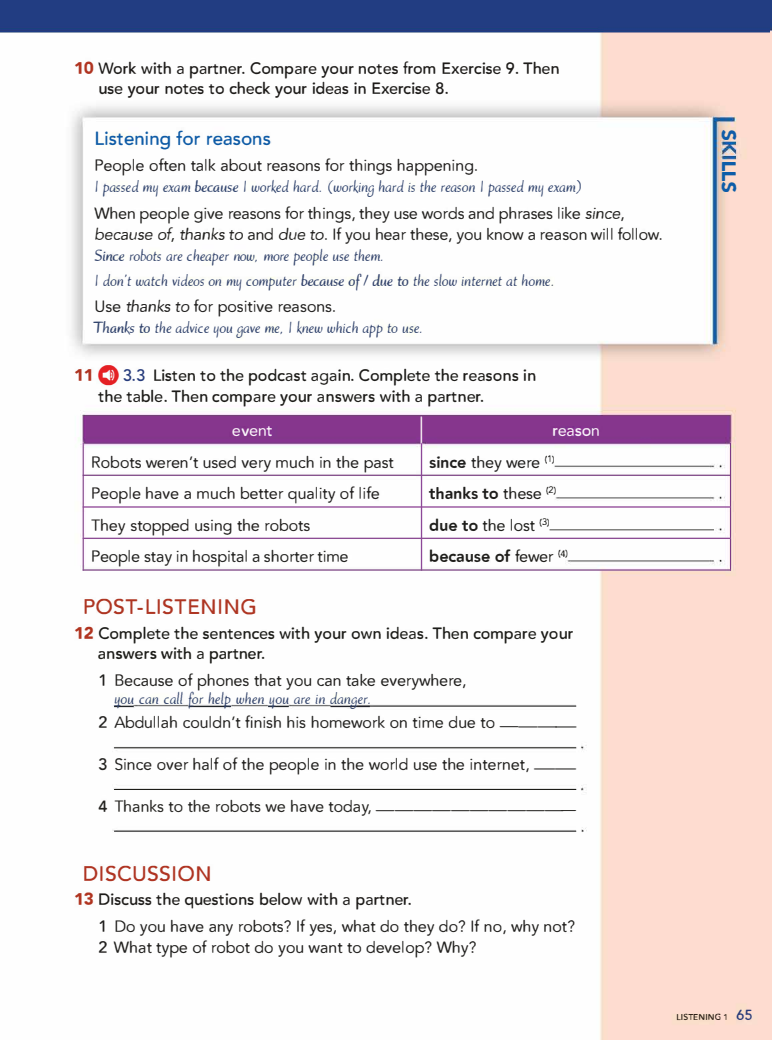 10 Work with a partner. Compare your notes from Exercise 9. Then
use your notes to check your ideas in Exercise 8.
SKILLS
Listening for reasons
People often talk about reasons for things happening.
I passed my exam because I worked hard. (working hard is the reason I passed my exam)
When people give reasons for things, they use words and phrases like since,
because of, thanks to and due to. If you hear these, you know a reason will follow.
Since robots are cheaper now, more people use them.
I don't watch videos on my computer because of / due to the slow internet at home.
Use thanks to for positive reasons.
Thanks to the advice you gave me, I knew which app to use.
11 3.3 Listen to the podcast again. Complete the reasons in
the table. Then compare your answers with a partner.
event reason
Robots weren't used very much in the past since they were (1)____________ .
People have a much better quality of life thanks to these (2)____________ .
They stopped using the robots due to the lost (3)____________ .
People stay in hospital a shorter time because of fewer (4)____________ .
POST-LISTENING
12 Complete the sentences with your own ideas. Then compare your
answers with a partner.
1 Because of phones that you can take everywhere,
you can call for help when you are in danger.
2 Abdullah couldn't finish his homework on time due to ________
____________ .
3 Since over half of the people in the world use the internet, _____
____________ .
4 Thanks to the robots we have today, ____________
____________ .
DISCUSSION
13 Discuss the questions below with a partner.
1 Do you have any robots? If yes, what do they do? If no, why not?
2 What type of robot do you want to develop? Why?
LISTENING 1 65